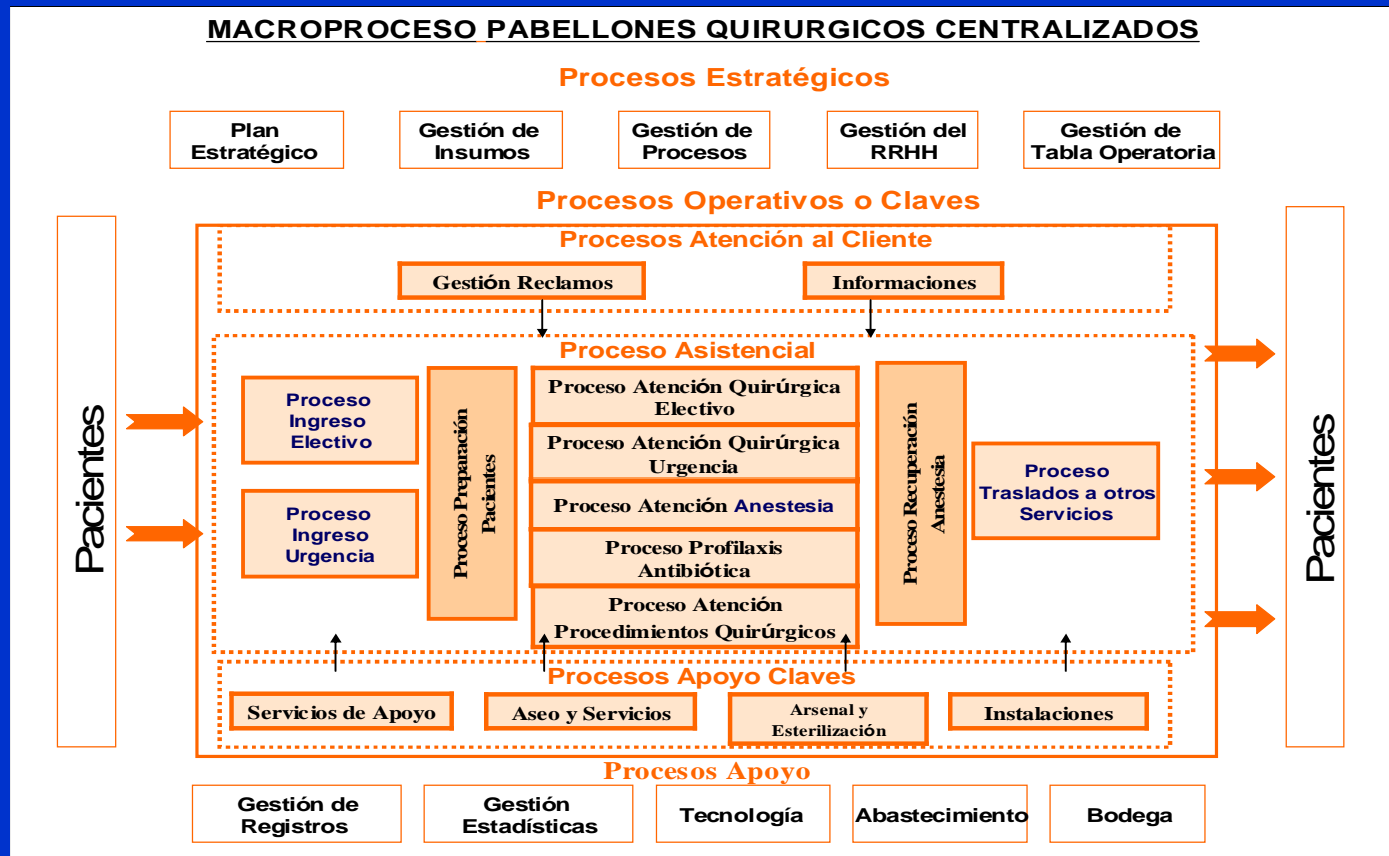 MACROPROCESO PABELLONES QUIRURGICOS CENTRALIZADOS
Procesos Estratégicos
Plan
Estratégico
Gestión de
Insumos
Gestión de
Procesos
Gestión del
RRHH
Gestión de
Tabla Operatoria
Procesos Operativos o Claves
Pacientes
Procesos Atención al Cliente
Gestión Reclamos
Informaciones
Proceso Asistencial
Proceso
Ingreso
Electivo
Proceso
Ingreso
Urgencia
Proceso Preparación
Pacientes
Proceso Atención Quirúrgica
Electivo
Proceso Atención Quirúrgica
Urgencia
Proceso Atención Anestesia
Proceso Profilaxis
Antibiótica
Proceso Atención
Procedimientos Quirúrgicos
Proceso Recuperación
Anestesia
Proceso
Traslados a otros
Servicios
Pacientes
Procesos Apoyo Claves
Servicios de Apoyo
Aseo y Servicios
Arsenal y
Esterilización
Instalaciones
Procesos Apoyo
Gestión de
Registros
Gestión
Estadísticas
Tecnología
Abastecimiento
Bodega